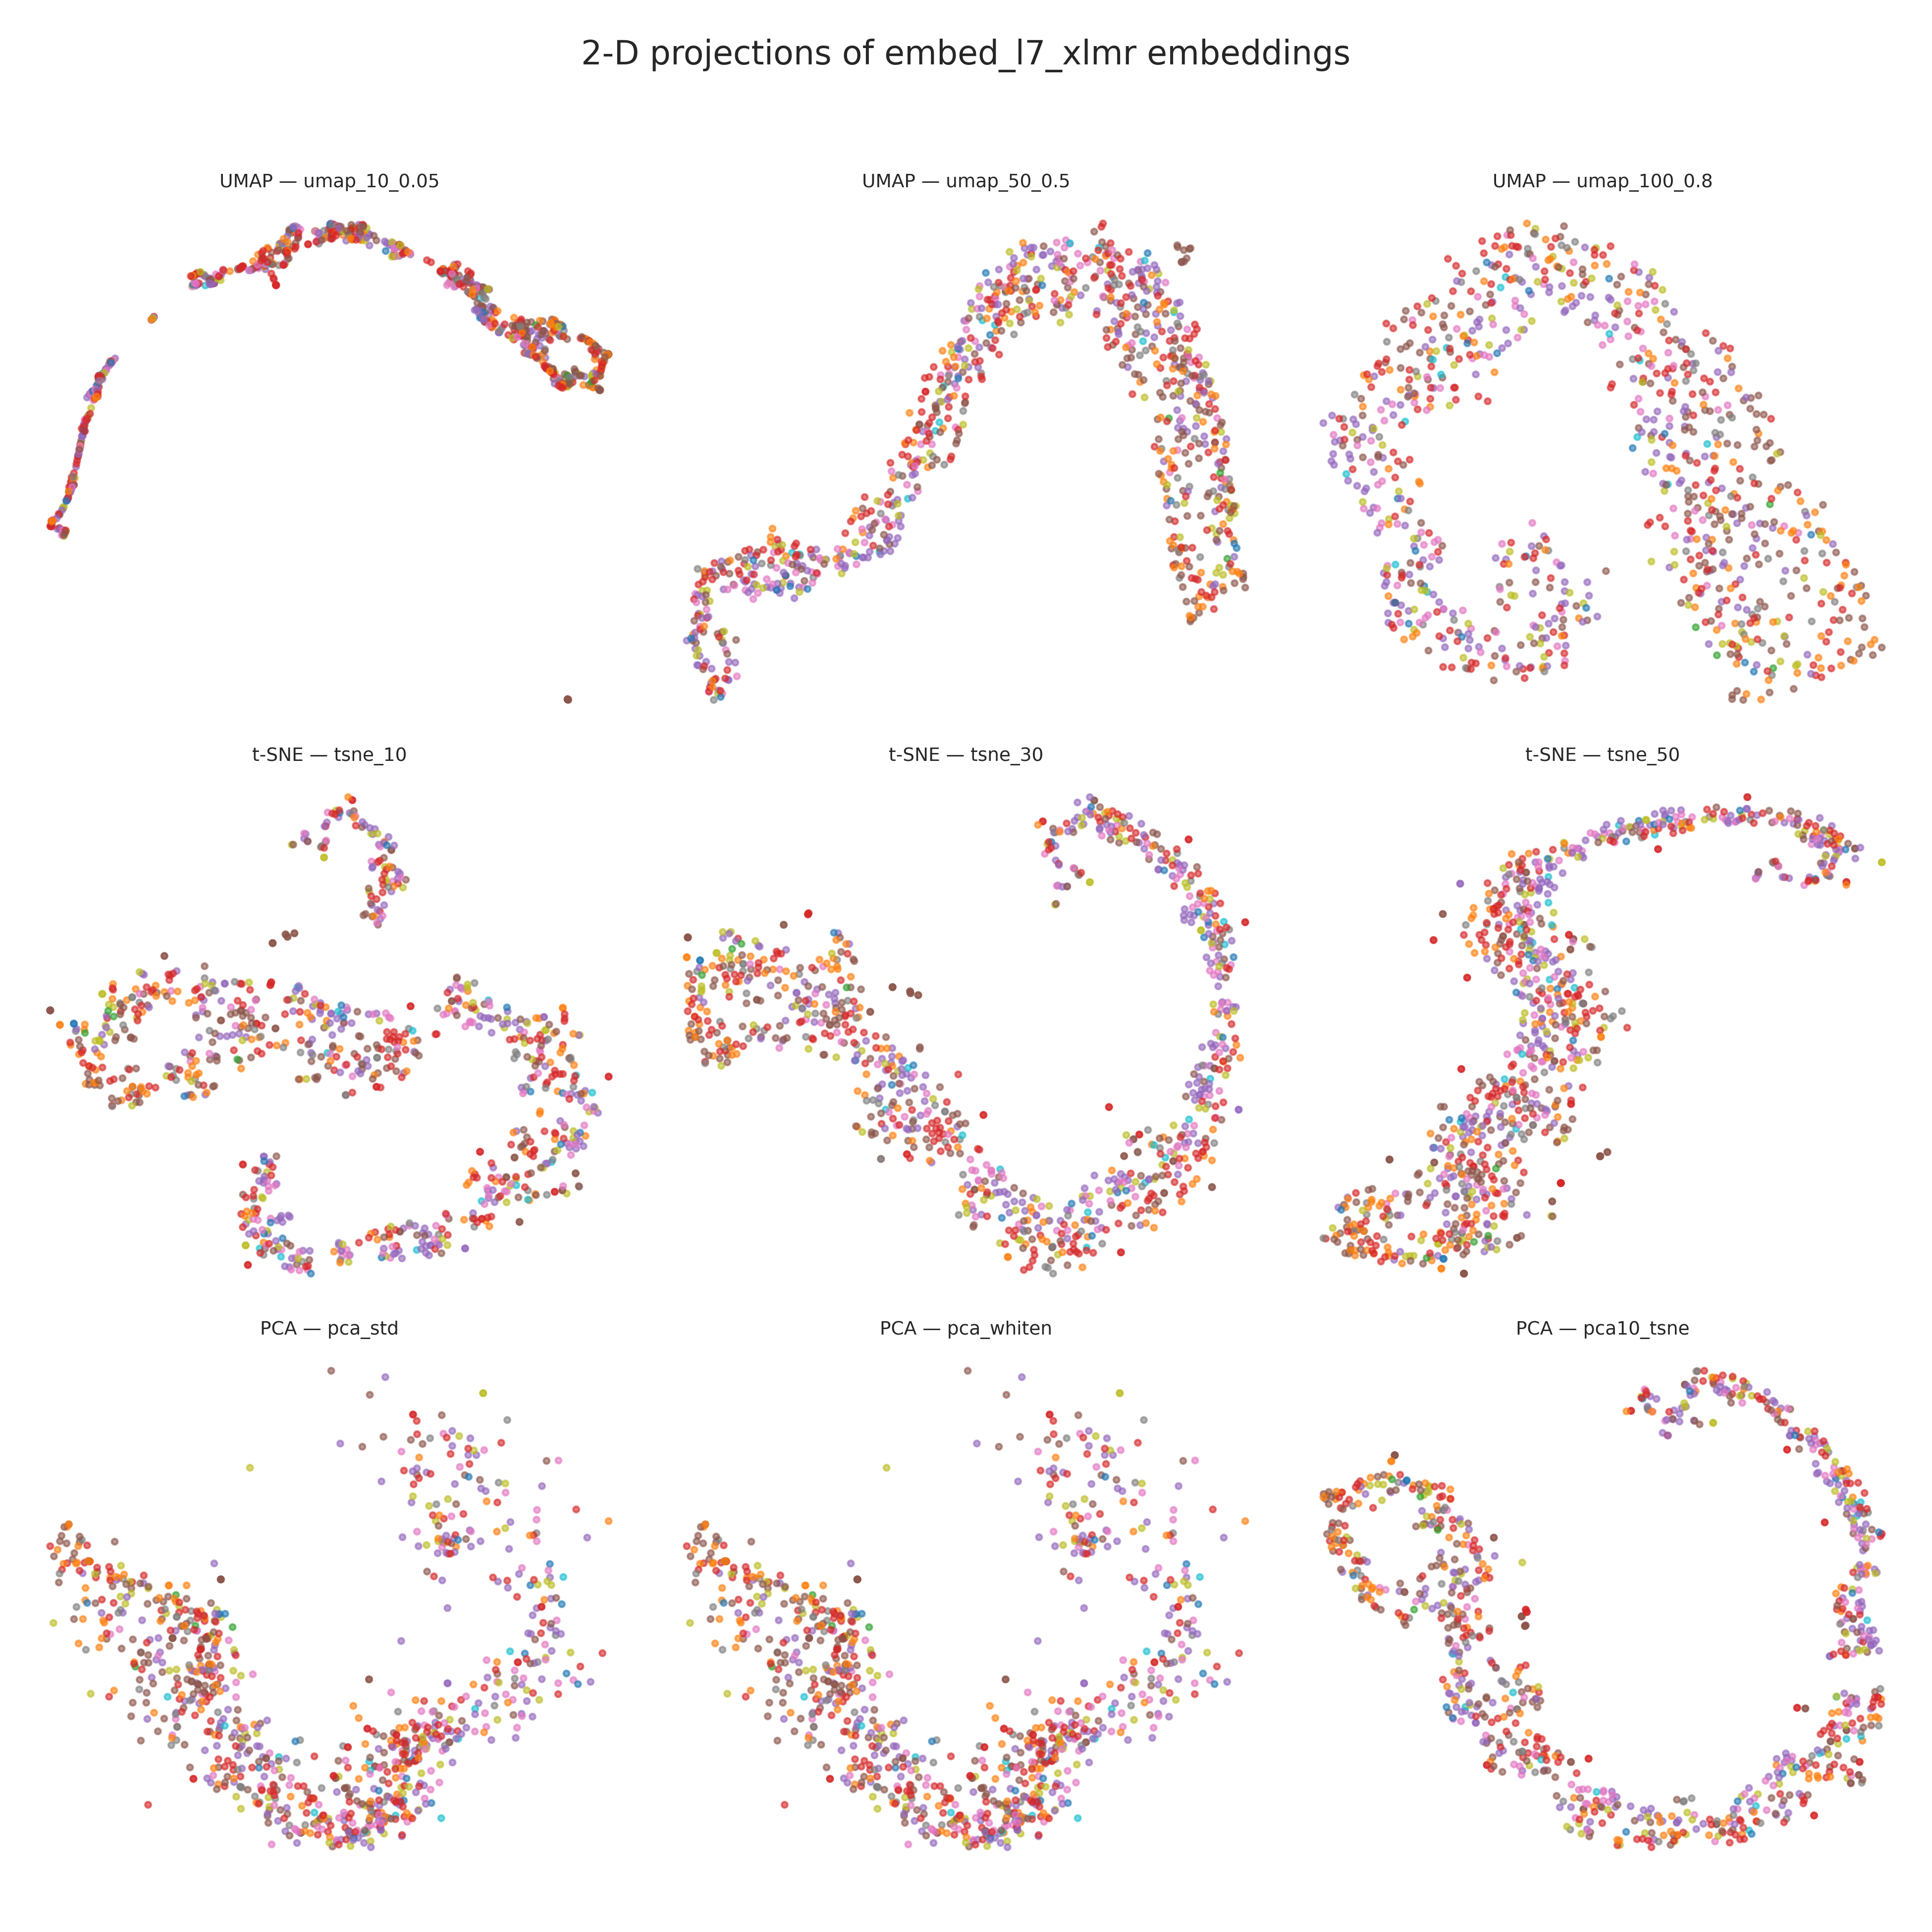 2-D projections of embed_l7_xlmr embeddings
UMAP — umap_10_0.05
UMAP — umap_50_0.5
UMAP — umap_100_0.8
t-SNE — tsne_10
t-SNE — tsne_30
t-SNE — tsne_50
PCA — pca_std
PCA — pca_whiten
PCA — pca10_tsne